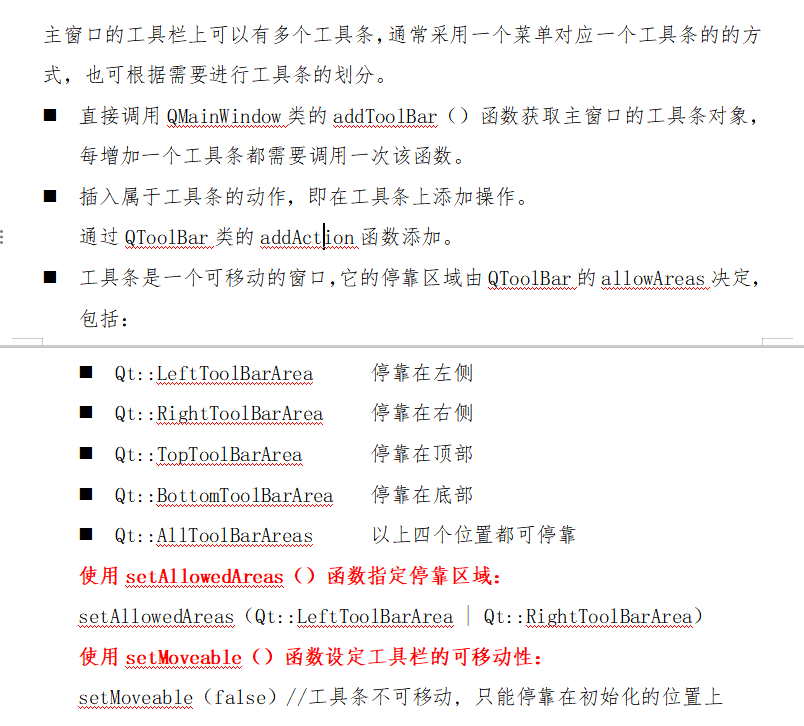 主窗口的工具栏上可以有多个工具条,通常采用一个菜单对应一个工具条的的方
式，也可根据需要进行工具条的划分。
■ 直接调用 QMainWindow 类的 addToolBar（）函数获取主窗口的工具条对象，
每增加一个工具条都需要调用一次该函数。
■ 插入属于工具条的动作，即在工具条上添加操作。
通过 QToolBar 类的 addAction 函数添加。
■ 工具条是一个可移动的窗口,它的停靠区域由 QToolBar 的 allowAreas 决定，
包括：
■ Qt::LeftToolBarArea 停靠在左侧
■ Qt::RightToolBarArea 停靠在右侧
■ Qt::TopToolBarArea 停靠在顶部
■ Qt::BottomToolBarArea 停靠在底部
■ Qt::AllToolBarAreas 以上四个位置都可停靠
使用 setAllowedAreas（）函数指定停靠区域：
setAllowedAreas（Qt::LeftToolBarArea | Qt::RightToolBarArea）
使用 setMoveable（）函数设定工具栏的可移动性：
setMoveable（false）//工具条不可移动，只能停靠在初始化的位置上